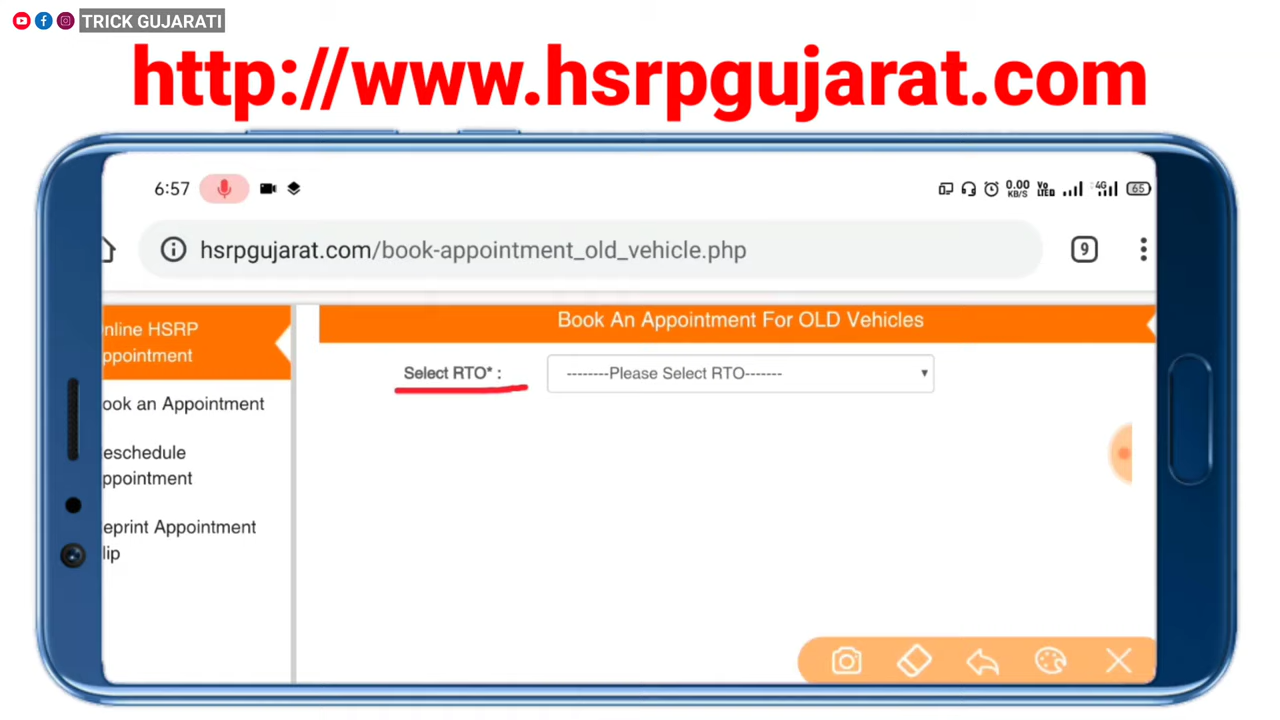 TRICK GUJARATI
http://www.hsrpgujarat.com
6:57
0.00
KB/S
Vo
LTE
4G
65
hsrpgujarat.com/book-appointment_old_vehicle.php
9
nline HSRP
ppointment
Book An Appointment For OLD Vehicles
Select RTO* :
--------Please Select RTO-------
ook an Appointment
eschedule
ppointment
eprint Appointment
lip